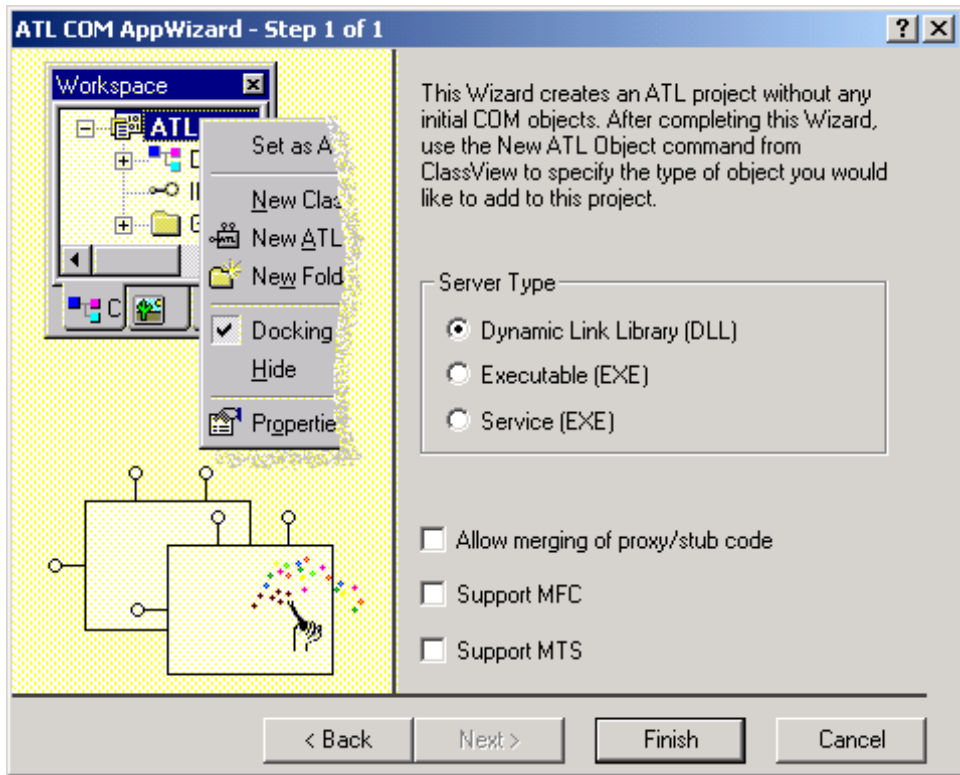 ATL COM AppWizard - Step 1 of 1
Workspace
ATL
Set as A
New Clas
New ATL
New Fold
Docking
Hide
Propertie
C
This Wizard creates an ATL project without any
initial COM objects. After completing this Wizard,
use the New ATL Object command from
ClassView to specify the type of object you would
like to add to this project.
Server Type
Dynamic Link Library (DLL)
Executable (EXE)
Service (EXE)
Allow merging of proxy/stub code
Support MFC
Support MTS
< Back
Next >
Finish
Cancel